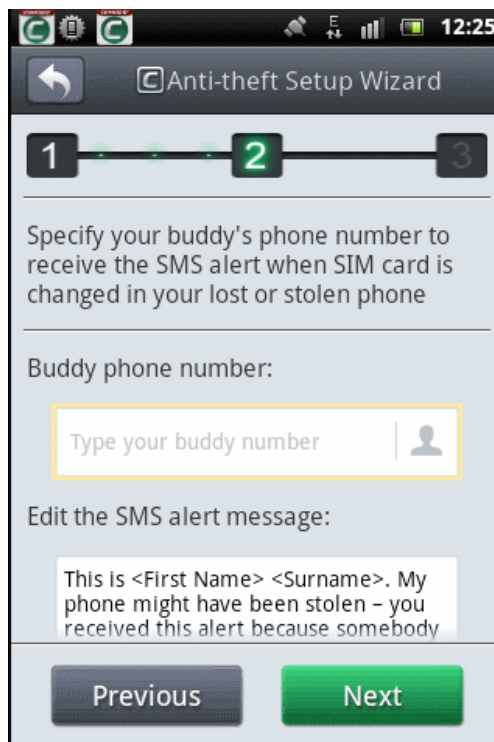 E
12:25
C Anti-theft Setup Wizard
1 2 3
Specify your buddy's phone number to
receive the SMS alert when SIM card is
changed in your lost or stolen phone
Buddy phone number:
Type your buddy number
Edit the SMS alert message:
This is <First Name> <Surname>. My
phone might have been stolen – you
received this alert because somebody
Previous Next